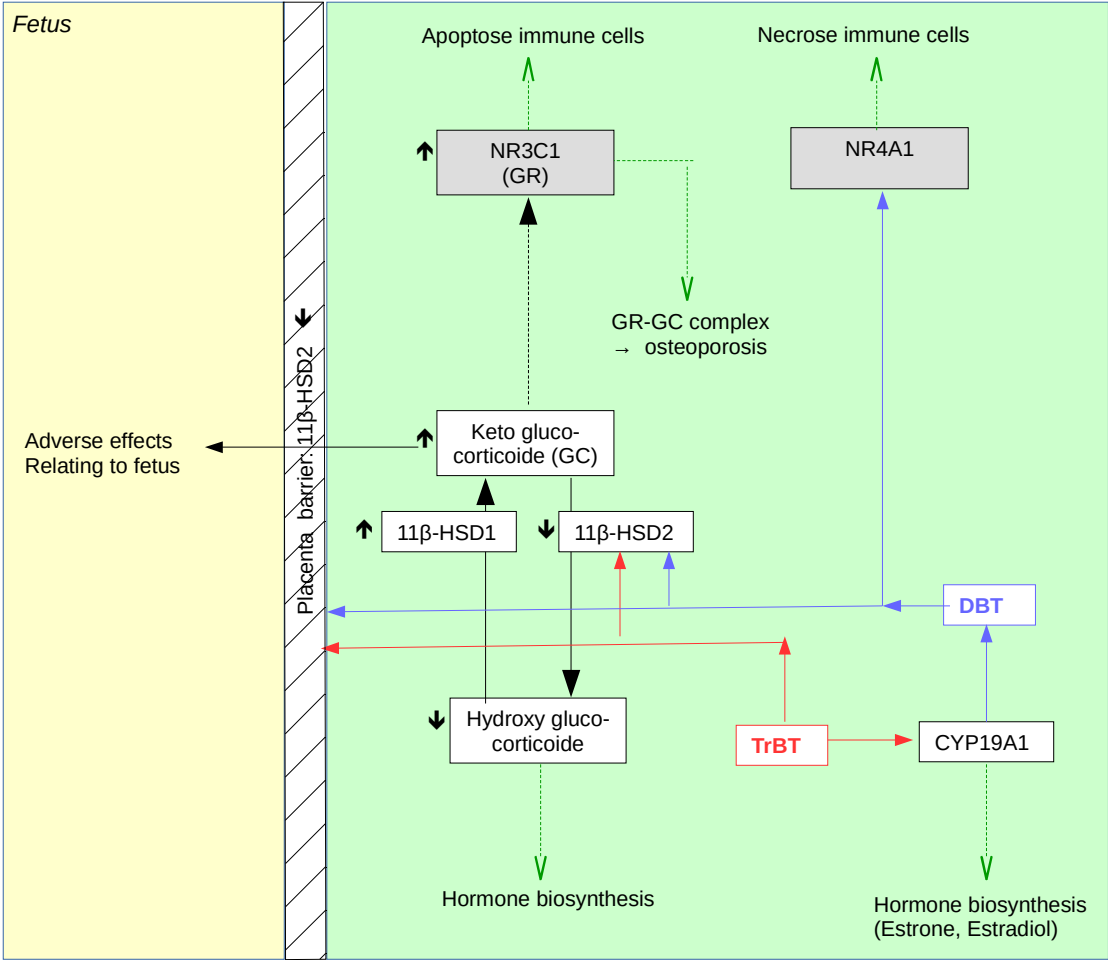 Fetus
Apoptose immune cells
Necrose immune cells
NR3C1
(GR)
NR4A1
GR-GC complex
→ osteoporosis
Placenta barrier: 11β-HSD2
Keto gluco-
corticoide (GC)
Adverse effects
Relating to fetus
11β-HSD1
11β-HSD2
DBT
Hydroxy gluco-
corticoide
TrBT
CYP19A1
Hormone biosynthesis
Hormone biosynthesis
(Estrone, Estradiol)